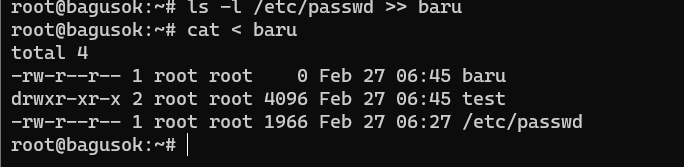 root@bagusok:~# ls -l /etc/passwd >> baru
root@bagusok:~# cat < baru
total 4
-rw-r--r-- 1 root root    0 Feb 27 06:45 baru
drwxr-xr-x 2 root root 4096 Feb 27 06:45 test
-rw-r--r-- 1 root root 1966 Feb 27 06:27 /etc/passwd
root@bagusok:~#